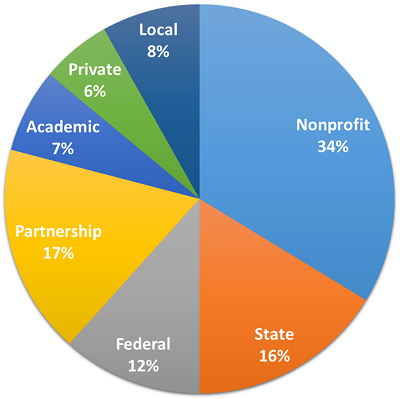 Local
8%
Nonprofit
34%
Private
6%
Academic
7%
Partnership
17%
State
16%
Federal
12%